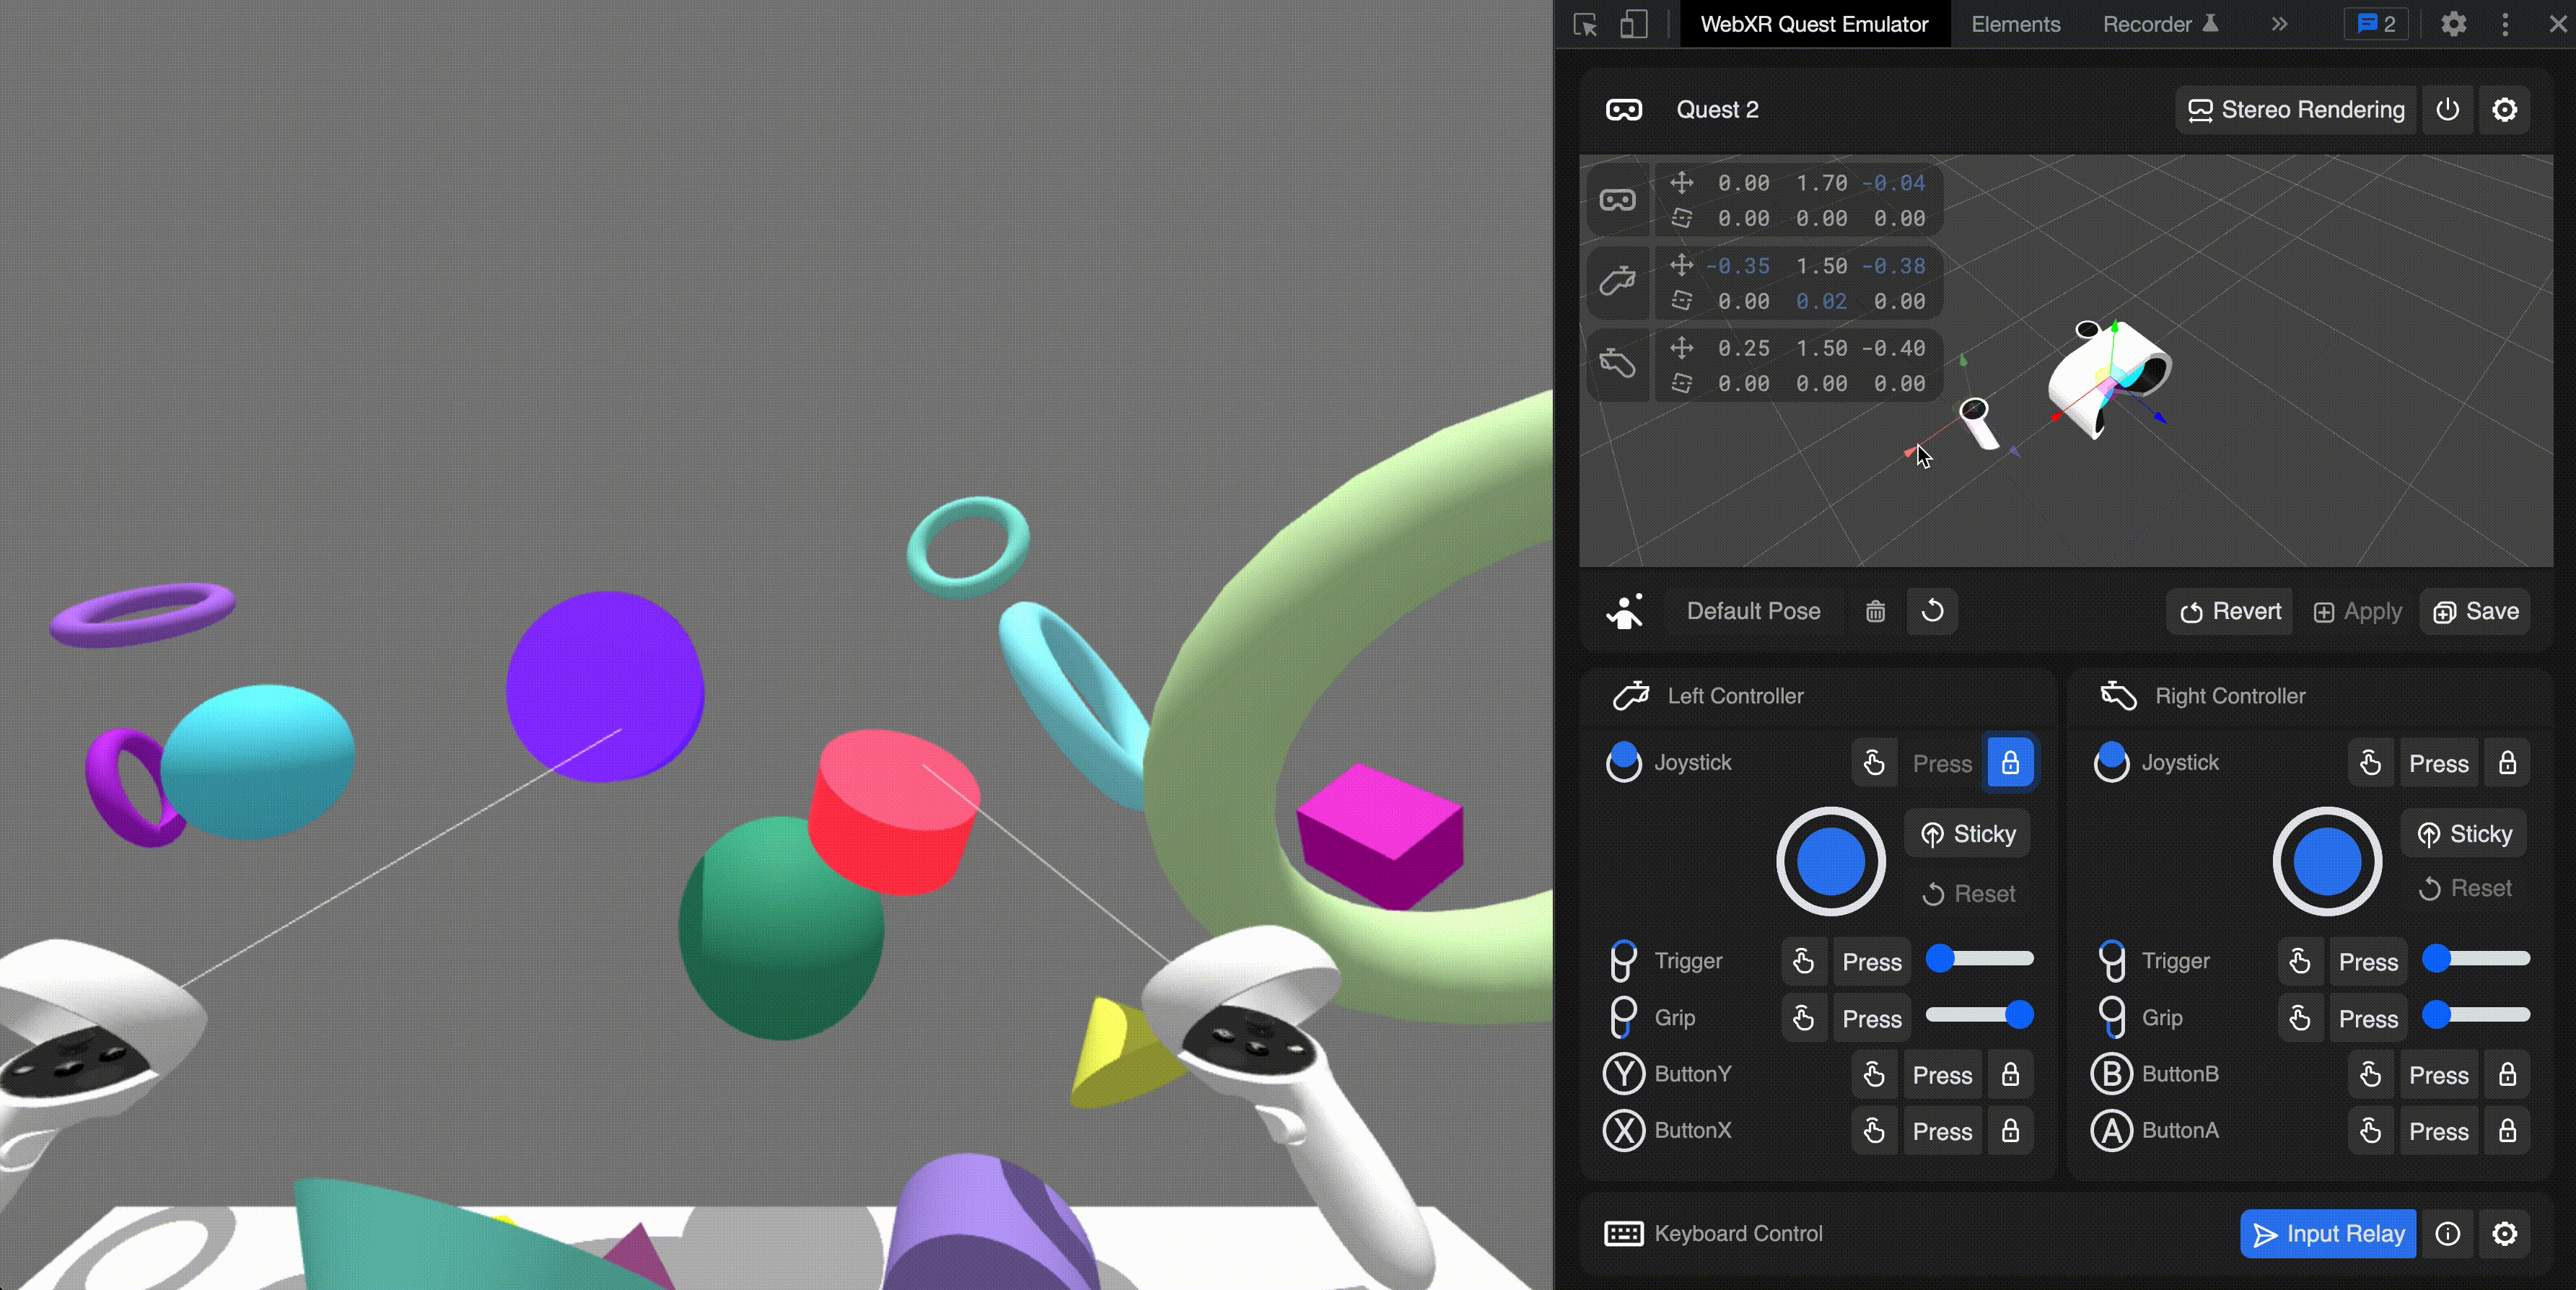 WebXR Quest Emulator Elements Recorder 2
Quest 2 Stereo Rendering
0.00 1.70 -0.04
0.00 0.00 0.00
-0.35 1.50 -0.38
0.00 0.02 0.00
0.25 1.50 -0.40
0.00 0.00 0.00
Default Pose Revert Apply Save
Left Controller
Joystick Press
Sticky
Reset
Trigger Press
Grip Press
Y ButtonY Press
X ButtonX Press
Right Controller
Joystick Press
Sticky
Reset
Trigger Press
Grip Press
B ButtonB Press
A ButtonA Press
Keyboard Control Input Relay